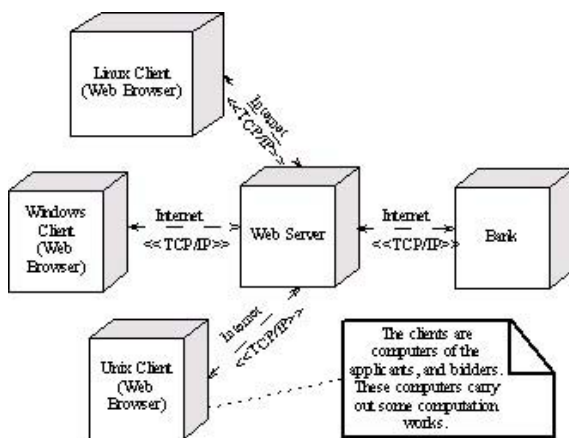 Linux Client
(Web Browser)
Internet
<<TCP/IP>>
Windows
Client
(Web
Browser)
Internet
<<TCP/IP>>
Web Server
Internet
<<TCP/IP>>
Bank
Internet
<<TCP/IP>>
Unix Client
(Web
Browser)
The clients are
computers of the
applicants, and bidders.
These computers carry
out some computation
works.